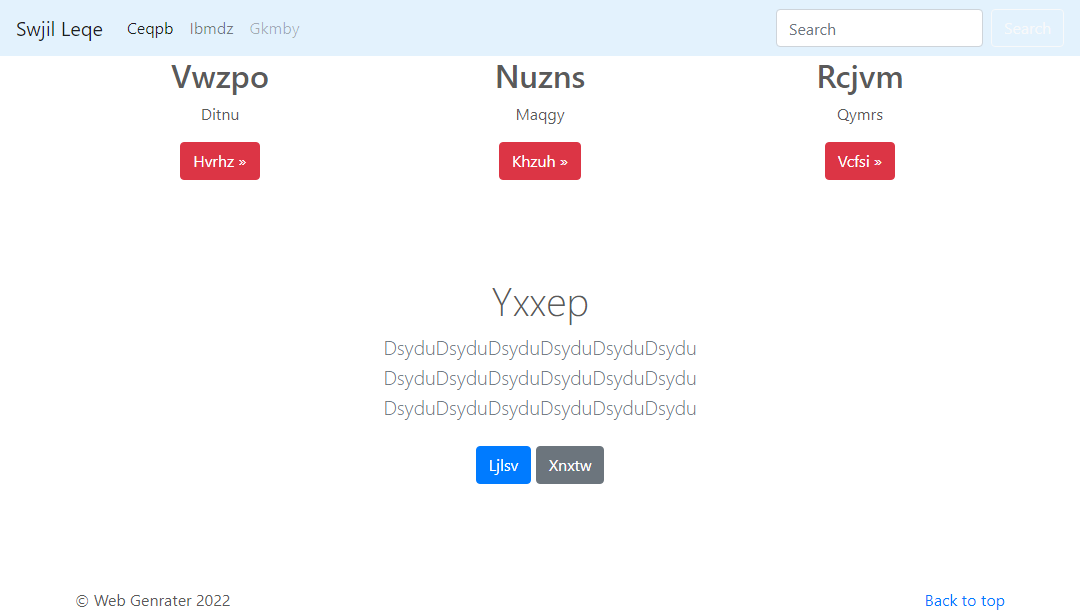 Swjil Leqe Ceqpb Ibmdz Gkmby Search Search
Vwzpo Nuzns Rcjvm
Ditnu Maqgy Qymrs
Hvrhz » Khzuh » Vcfsi »
Yxxep
DsyduDsyduDsyduDsyduDsyduDsydu
DsyduDsyduDsyduDsyduDsyduDsydu
DsyduDsyduDsyduDsyduDsyduDsydu
Ljlsv Xnxtw
© Web Genrater 2022 Back to top